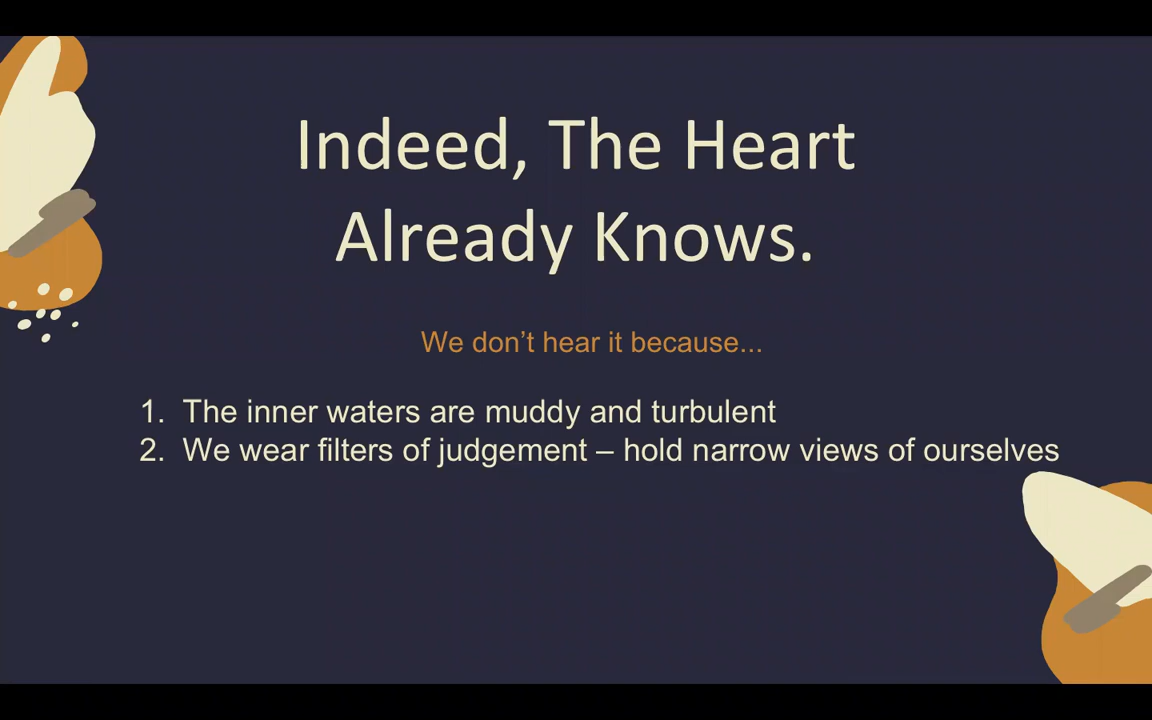 Indeed, The Heart
Already Knows.
We don’t hear it because...
1. The inner waters are muddy and turbulent
2. We wear filters of judgement – hold narrow views of ourselves